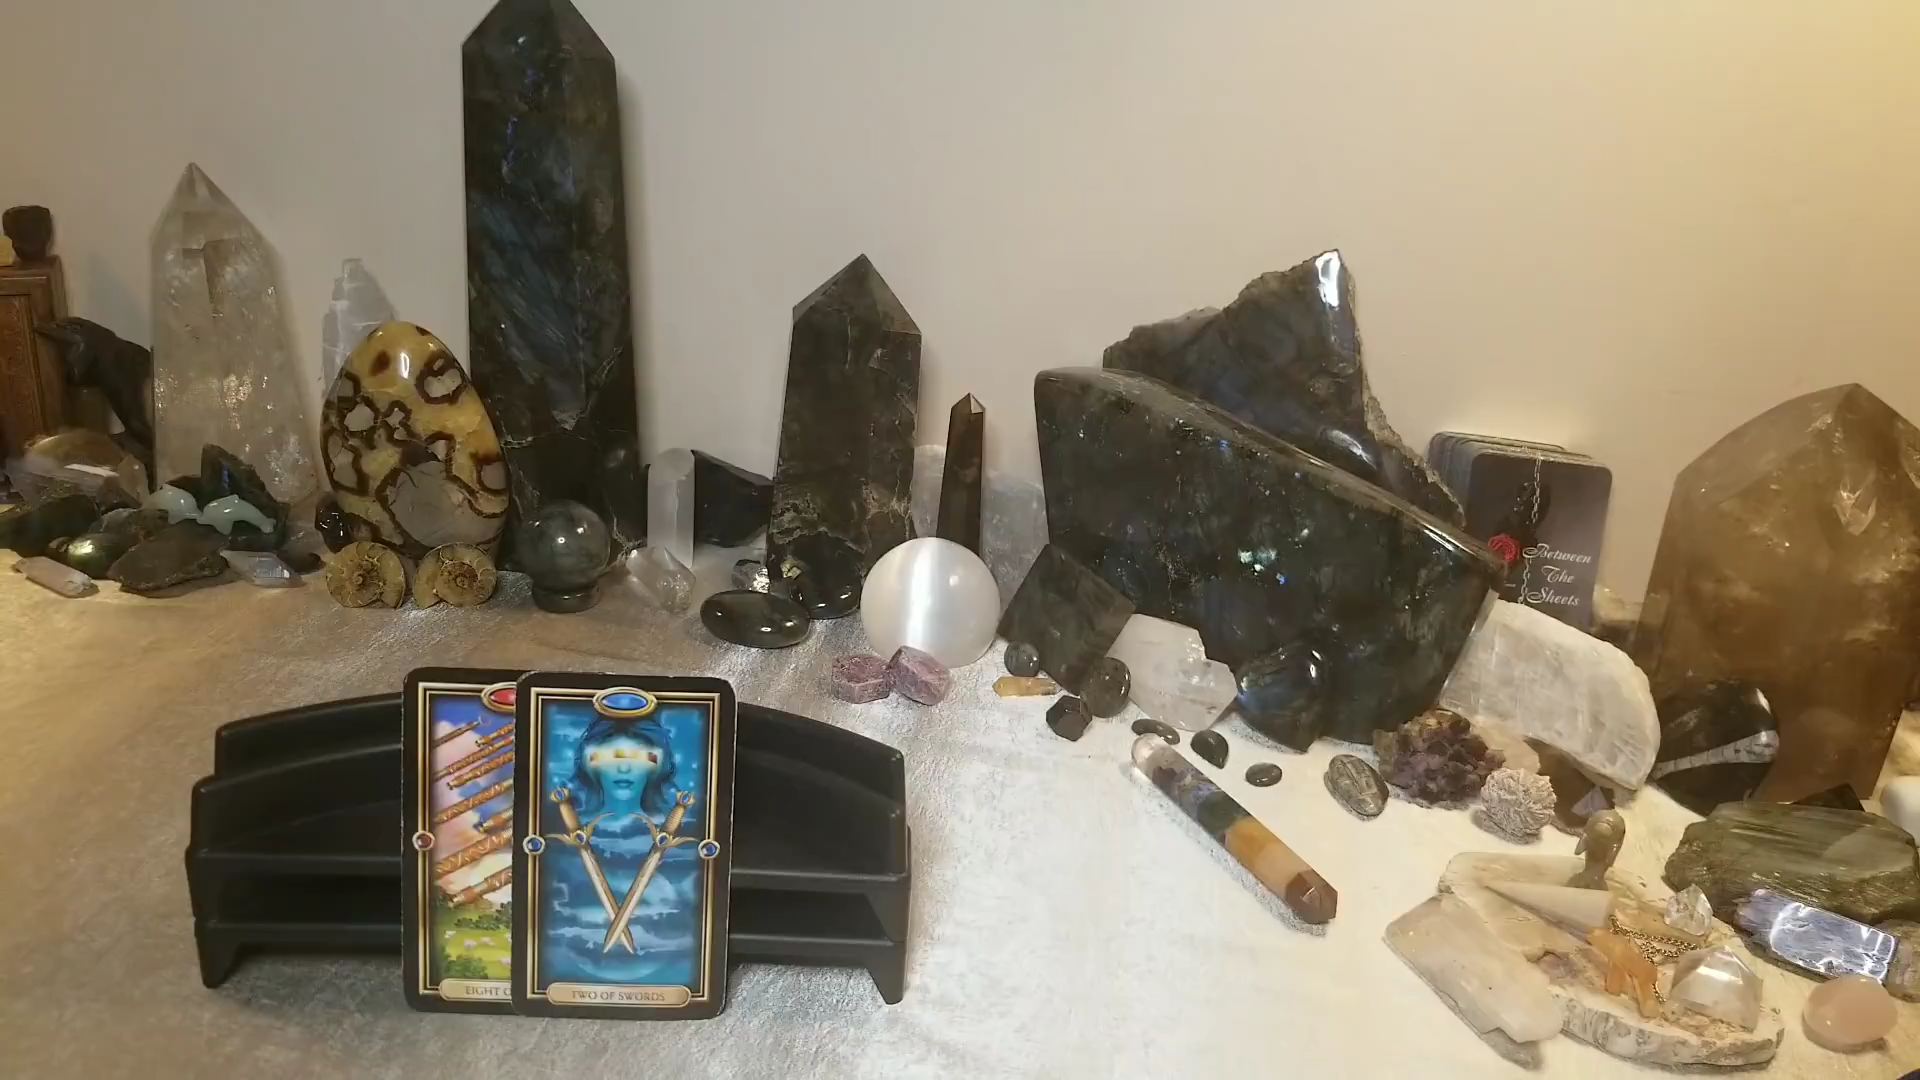 Between
The
Sheets
EIGHT O
TWO OF SWORDS